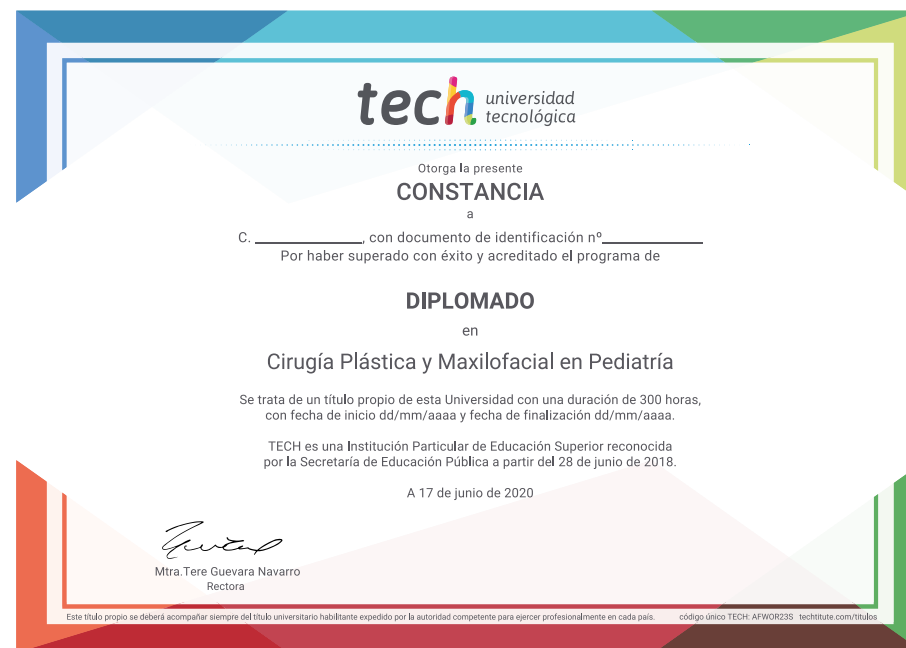 tech universidad
tecnológica
Otorga la presente
CONSTANCIA
a
C. ____________, con documento de identificación nº____________
Por haber superado con éxito y acreditado el programa de
DIPLOMADO
en
Cirugía Plástica y Maxilofacial en Pediatría
Se trata de un título propio de esta Universidad con una duración de 300 horas,
con fecha de inicio dd/mm/aaaa y fecha de finalización dd/mm/aaaa.
TECH es una Institución Particular de Educación Superior reconocida
por la Secretaría de Educación Pública a partir del 28 de junio de 2018.
A 17 de junio de 2020
Mtra.Tere Guevara Navarro
Rectora
Este título propio se deberá acompañar siempre del título universitario habilitante expedido por la autoridad competente para ejercer profesionalmente en cada país. código único TECH: AFWOR23S techtitute.com/titulos